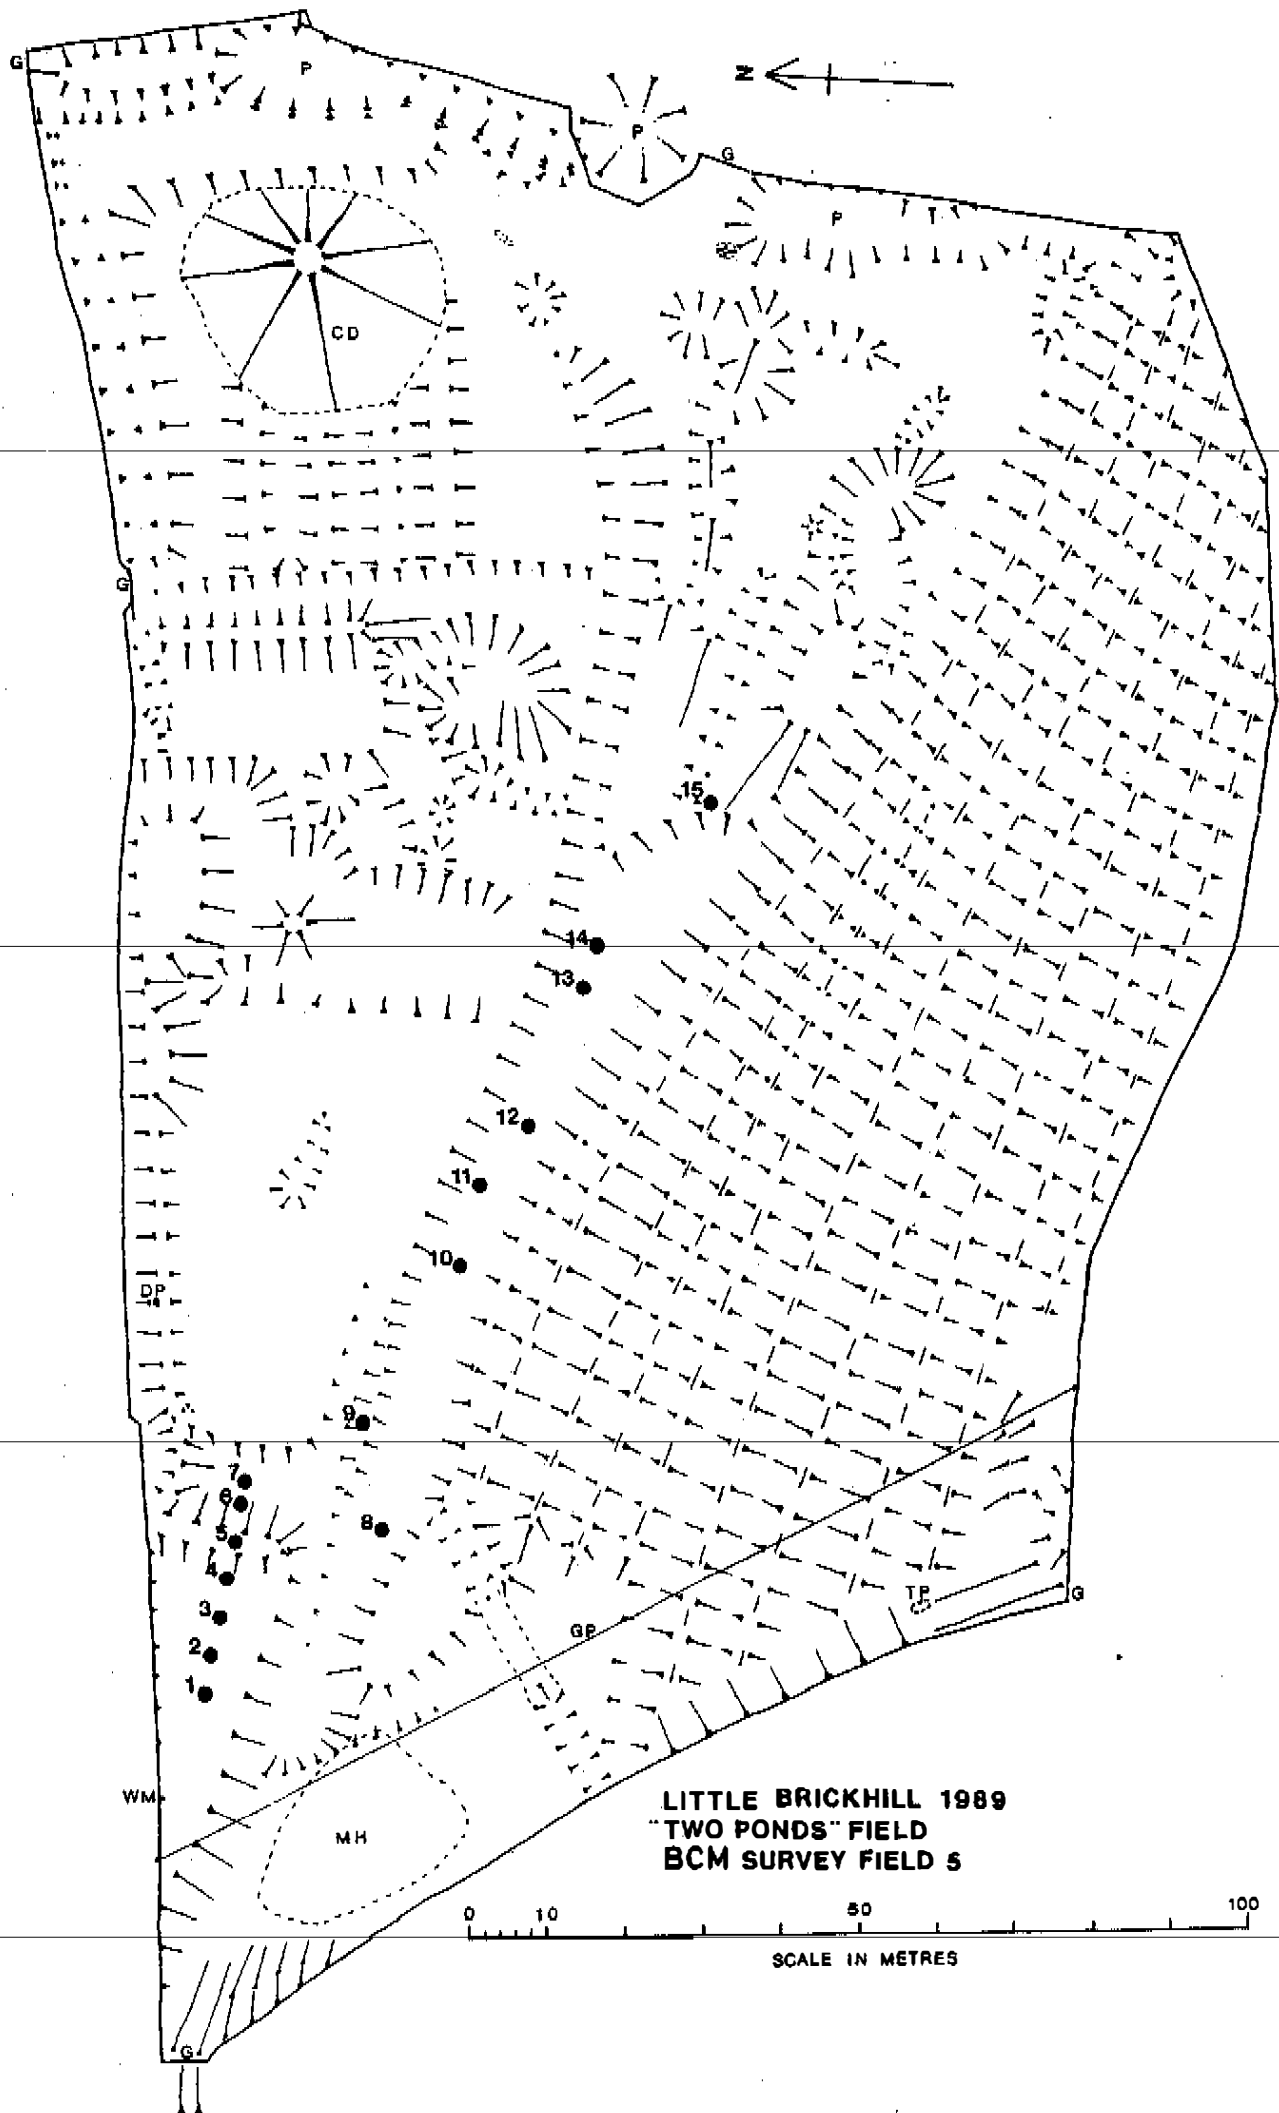 G
P
N
P
G
P
CD
G
15
14
13
12
11
10
DP
9
7
6
5
8
4
3
TP
G
GP
2
1
WM
MH
LITTLE BRICKHILL 1989
"TWO PONDS" FIELD
BCM SURVEY FIELD 5
0 10 50 100
SCALE IN METRES
G